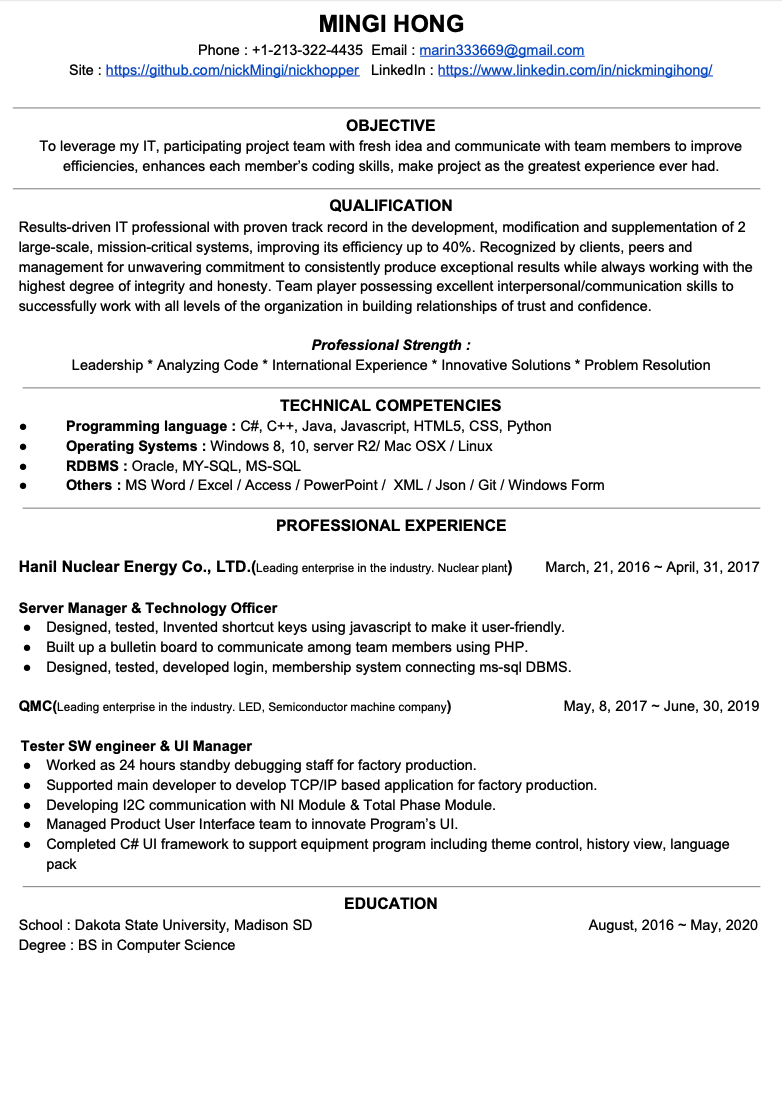 MINGI HONG
Phone : +1-213-322-4435  Email : marin333669@gmail.com
Site : https://github.com/nickMingi/nickhopper   LinkedIn : https://www.linkedin.com/in/nickmingihong/
OBJECTIVE
To leverage my IT, participating project team with fresh idea and communicate with team members to improve
efficiencies, enhances each member's coding skills, make project as the greatest experience ever had.
QUALIFICATION
Results-driven IT professional with proven track record in the development, modification and supplementation of 2
large-scale, mission-critical systems, improving its efficiency up to 40%. Recognized by clients, peers and
management for unwavering commitment to consistently produce exceptional results while always working with the
highest degree of integrity and honesty. Team player possessing excellent interpersonal/communication skills to
successfully work with all levels of the organization in building relationships of trust and confidence.
Professional Strength :
Leadership * Analyzing Code * International Experience * Innovative Solutions * Problem Resolution
TECHNICAL COMPETENCIES
● Programming language : C#, C++, Java, Javascript, HTML5, CSS, Python
● Operating Systems : Windows 8, 10, server R2/ Mac OSX / Linux
● RDBMS : Oracle, MY-SQL, MS-SQL
● Others : MS Word / Excel / Access / PowerPoint /  XML / Json / Git / Windows Form
PROFESSIONAL EXPERIENCE
Hanil Nuclear Energy Co., LTD.(Leading enterprise in the industry. Nuclear plant) March, 21, 2016 ~ April, 31, 2017
Server Manager & Technology Officer
● Designed, tested, Invented shortcut keys using javascript to make it user-friendly.
● Built up a bulletin board to communicate among team members using PHP.
● Designed, tested, developed login, membership system connecting ms-sql DBMS.
QMC(Leading enterprise in the industry. LED, Semiconductor machine company) May, 8, 2017 ~ June, 30, 2019
Tester SW engineer & UI Manager
● Worked as 24 hours standby debugging staff for factory production.
● Supported main developer to develop TCP/IP based application for factory production.
● Developing I2C communication with NI Module & Total Phase Module.
● Managed Product User Interface team to innovate Program's UI.
● Completed C# UI framework to support equipment program including theme control, history view, language
pack
EDUCATION
School : Dakota State University, Madison SD August, 2016 ~ May, 2020
Degree : BS in Computer Science